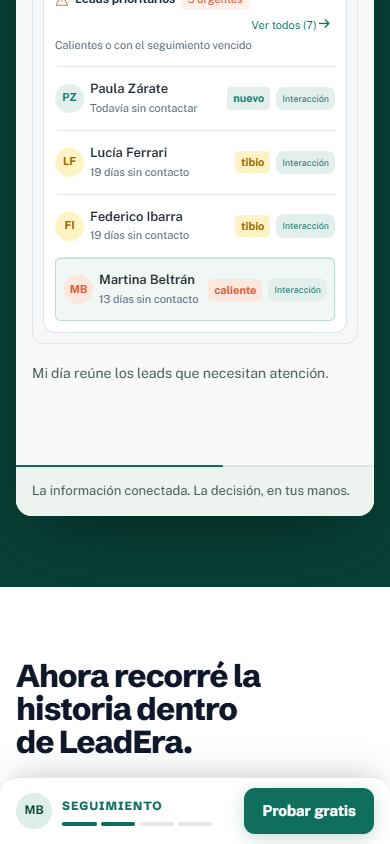 Leads prioritarios 3 urgentes
Ver todos (7)
Calientes o con el seguimiento vencido
PZ Paula Zárate
Todavía sin contactar
nuevo Interacción
LF Lucía Ferrari
19 días sin contacto
tibio Interacción
FI Federico Ibarra
19 días sin contacto
tibio Interacción
MB Martina Beltrán
13 días sin contacto
caliente Interacción
Mi día reúne los leads que necesitan atención.
La información conectada. La decisión, en tus manos.
Ahora recorré la
historia dentro
de LeadEra.
MB SEGUIMIENTO
Probar gratis